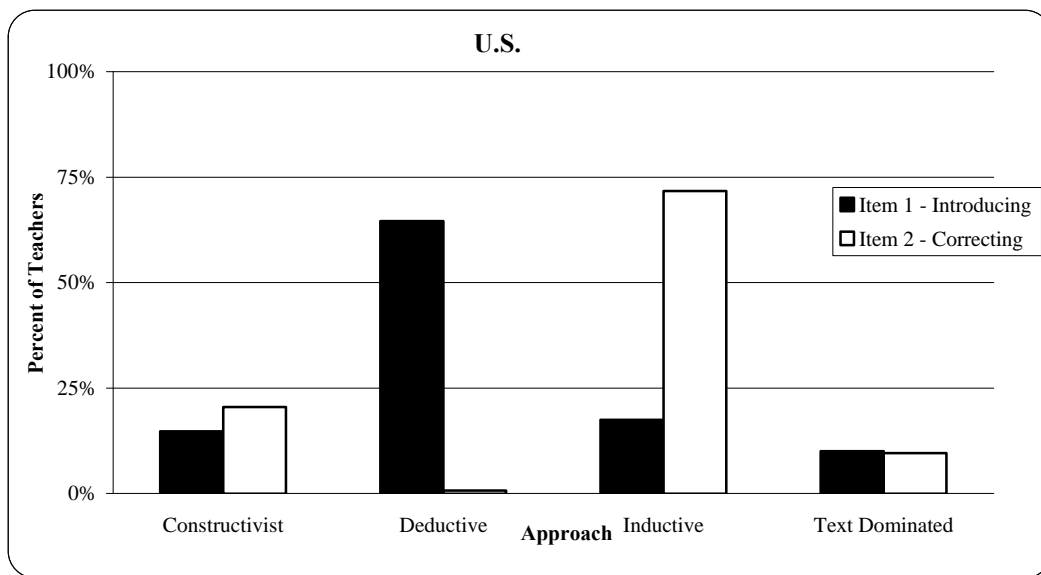 U.S.
100%
75%
50%
25%
0%
Percent of Teachers
Item 1 - Introducing
Item 2 - Correcting
Constructivist
Deductive
Inductive
Text Dominated
Approach